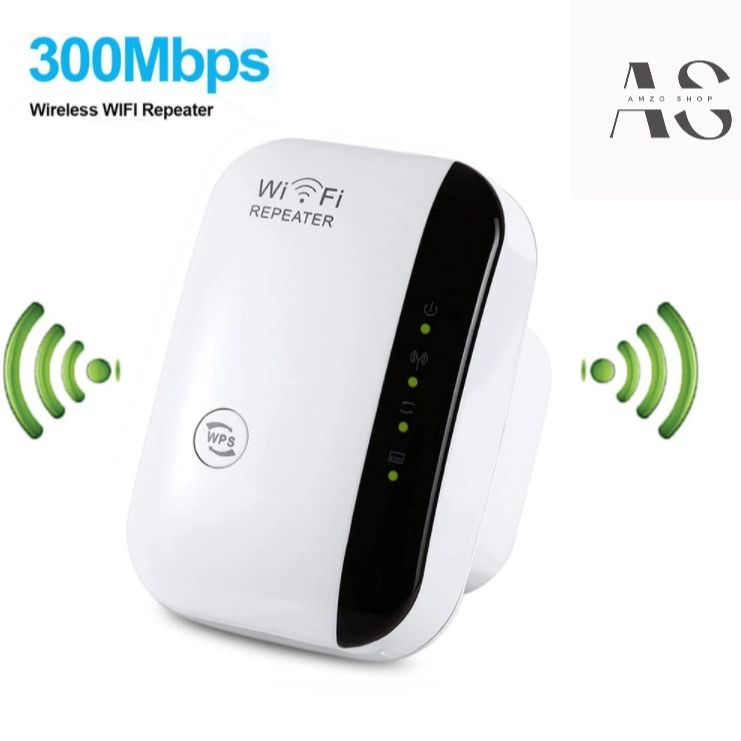 300Mbps
Wireless WIFI Repeater
AS
AMZO SHOP
Wi Fi
REPEATER
WPS